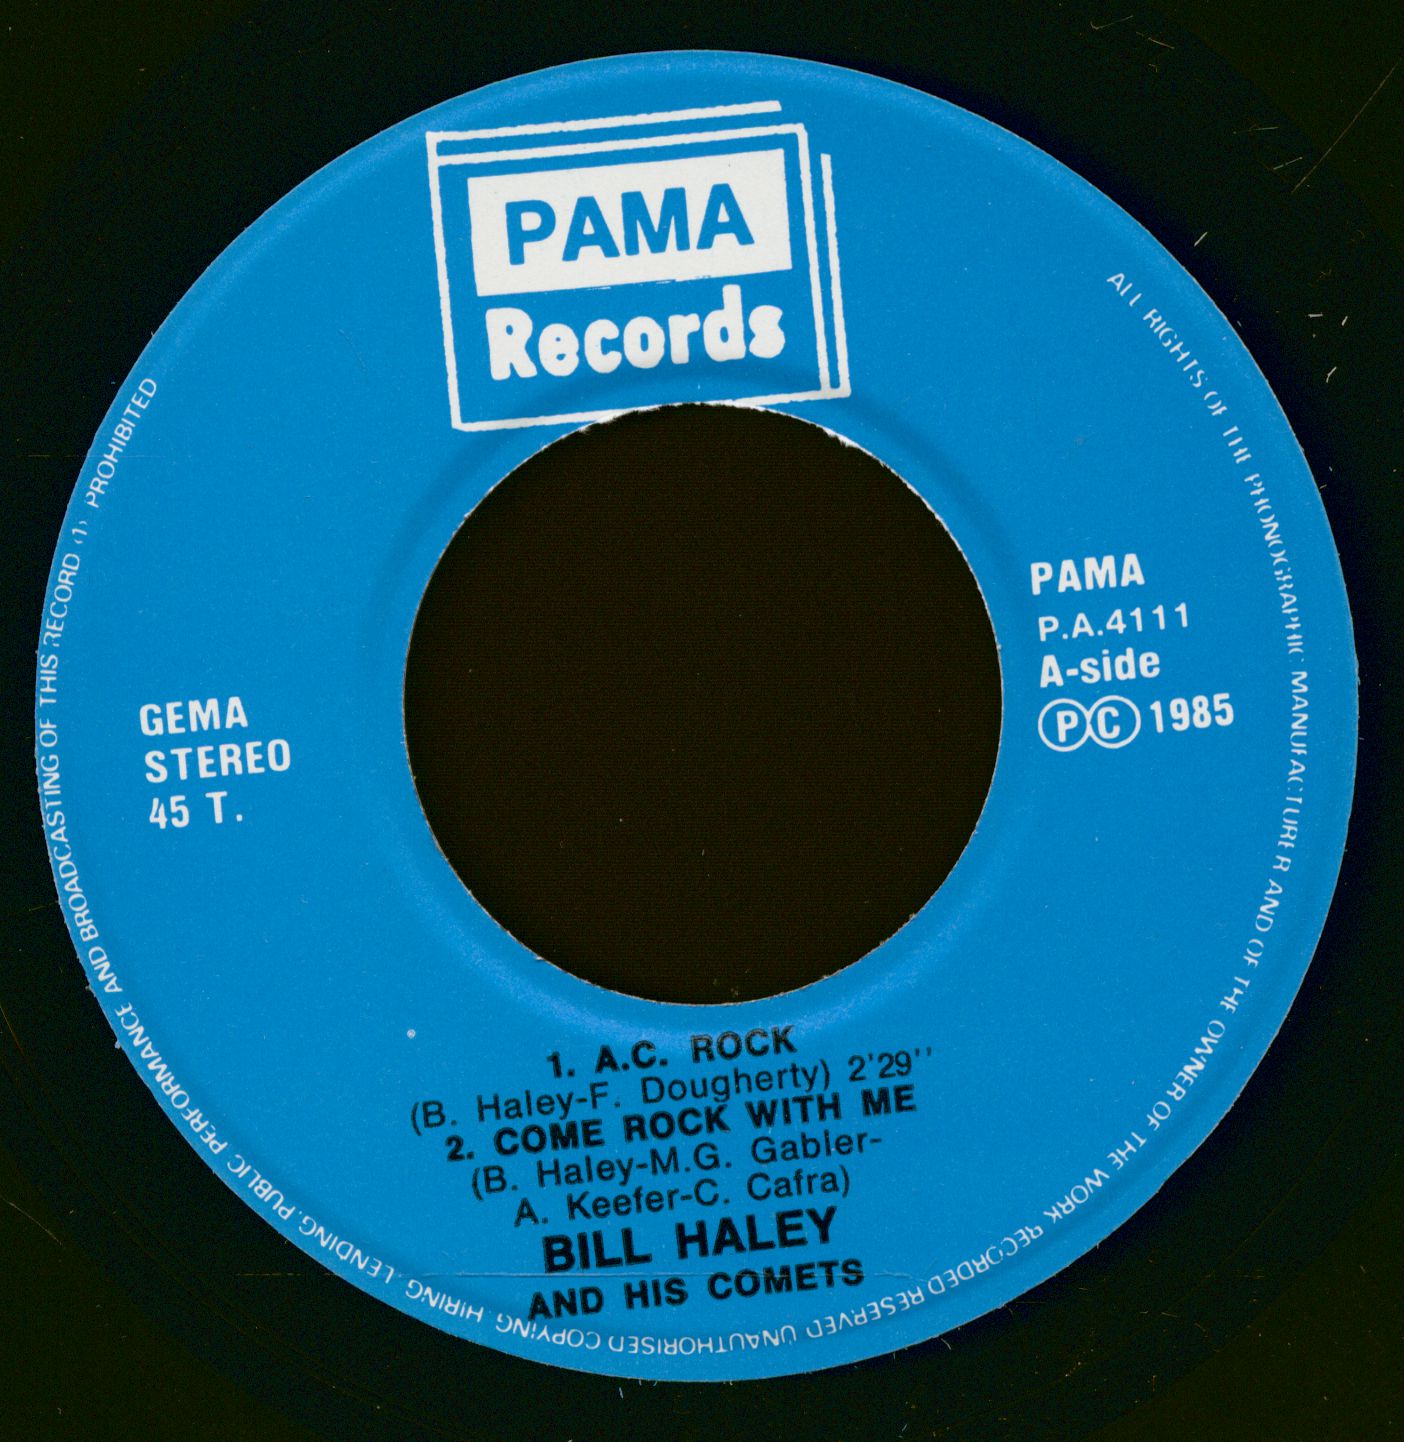 PAMA
Records
PAMA
P.A.4111
A-side
ⓅⒸ 1985
GEMA
STEREO
45 T.
1. A.C. ROCK
(B. Haley-F. Dougherty) 2'29''
2. COME ROCK WITH ME
(B. Haley-M.G. Gabler-
A. Keefer-C. Cafra)
BILL HALEY
AND HIS COMETS
ALL RIGHTS OF THE PHONOGRAPHIC MANUFACTURER AND OF THE OWNER OF THE WORK RECORDED RESERVED UNAUTHORISED COPYING. HIRING. LENDING. PUBLIC PERFORMANCE AND BROADCASTING OF THIS RECORD (1) PROHIBITED